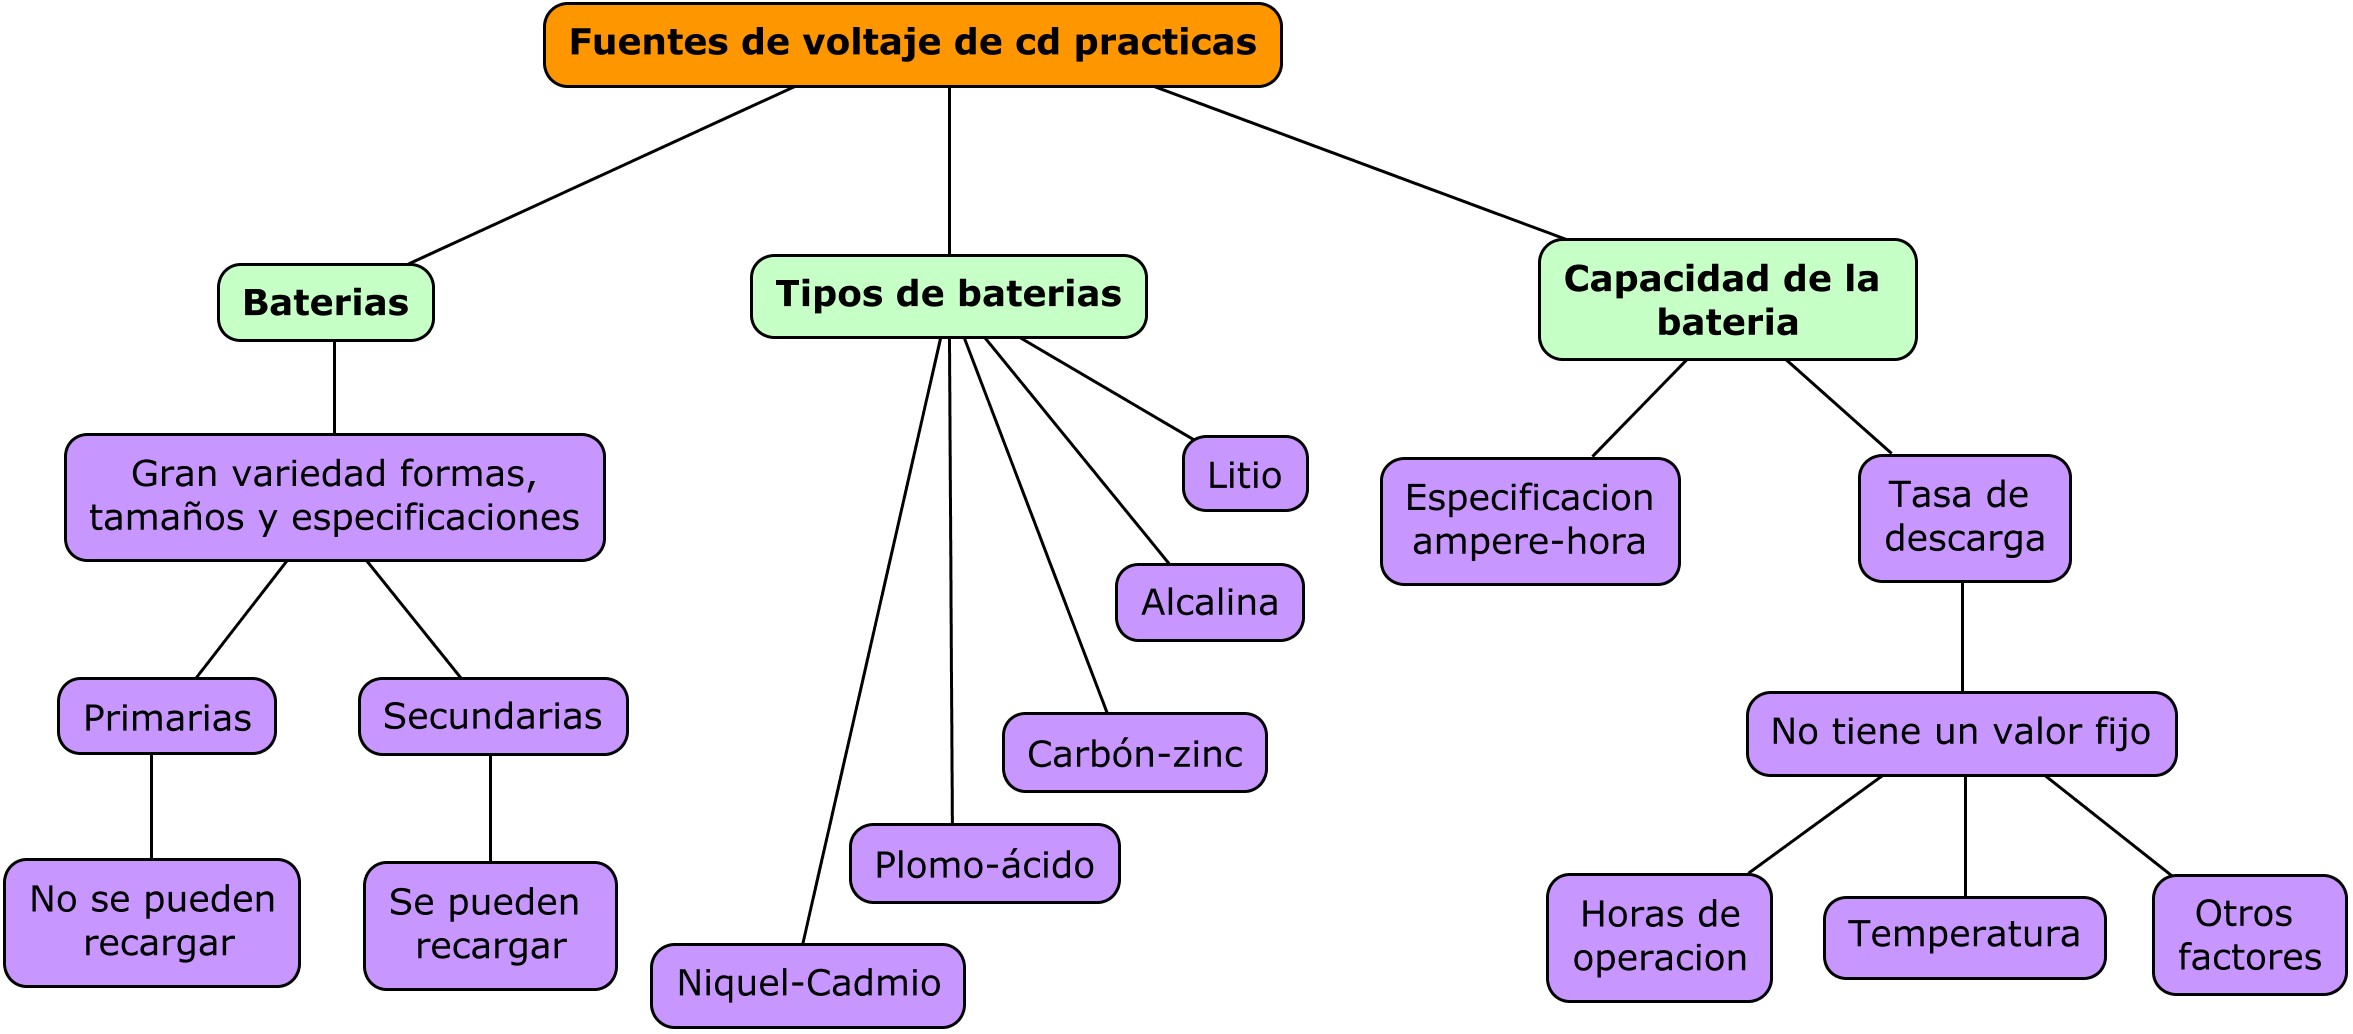 Fuentes de voltaje de cd practicas
Baterias
Tipos de baterias
Capacidad de la
bateria
Gran variedad formas,
tamaños y especificaciones
Litio
Especificacion
ampere-hora
Tasa de
descarga
Alcalina
Primarias
Secundarias
Carbón-zinc
No tiene un valor fijo
Plomo-ácido
No se pueden
recargar
Se pueden
recargar
Niquel-Cadmio
Horas de
operacion
Temperatura
Otros
factores